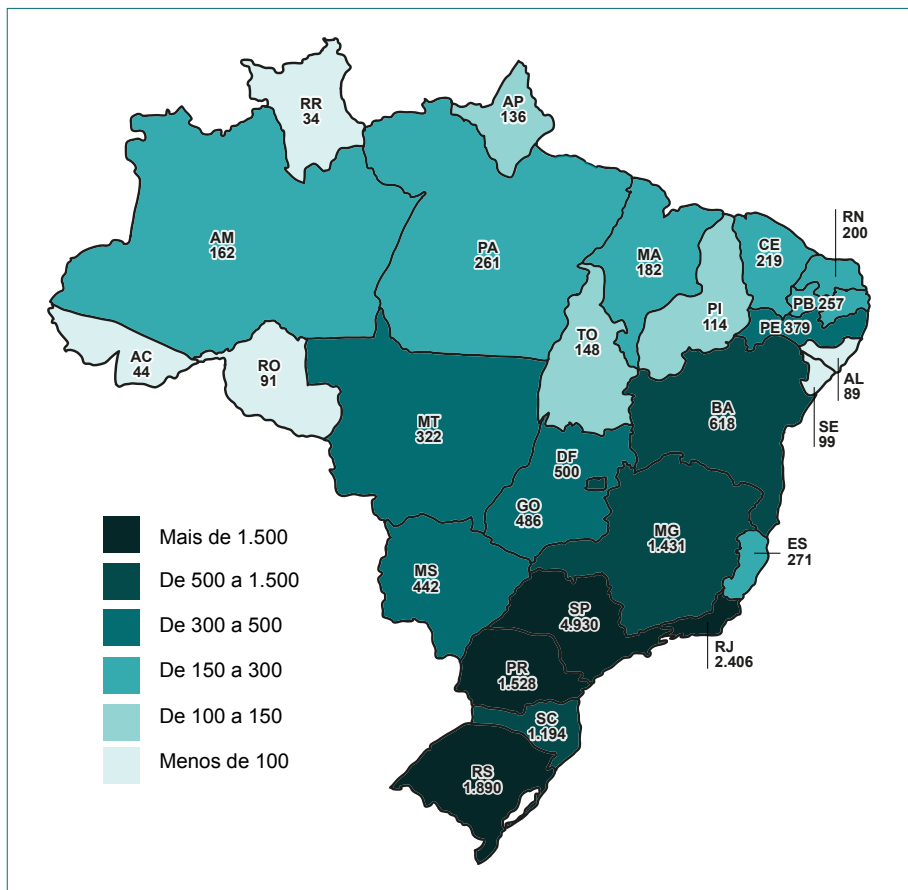 RR
34
AP
136
AM
162
PA
261
MA
182
CE
219
RN
200
PB 257
PI
114
PE 379
TO
148
AC
44
RO
91
AL
89
BA
618
SE
99
MT
322
DF
500
GO
486
MG
1.431
ES
271
MS
442
SP
4.930
RJ
2.406
PR
1.528
SC
1.194
RS
1.890
Mais de 1.500
De 500 a 1.500
De 300 a 500
De 150 a 300
De 100 a 150
Menos de 100